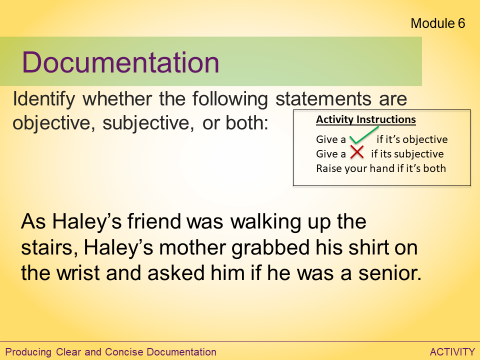 Module 6
Documentation
Identify whether the following statements are
objective, subjective, or both:
Activity Instructions
Give a if it's objective
Give a if its subjective
Raise your hand if it's both
As Haley's friend was walking up the
stairs, Haley's mother grabbed his shirt on
the wrist and asked him if he was a senior.
Producing Clear and Concise Documentation
ACTIVITY